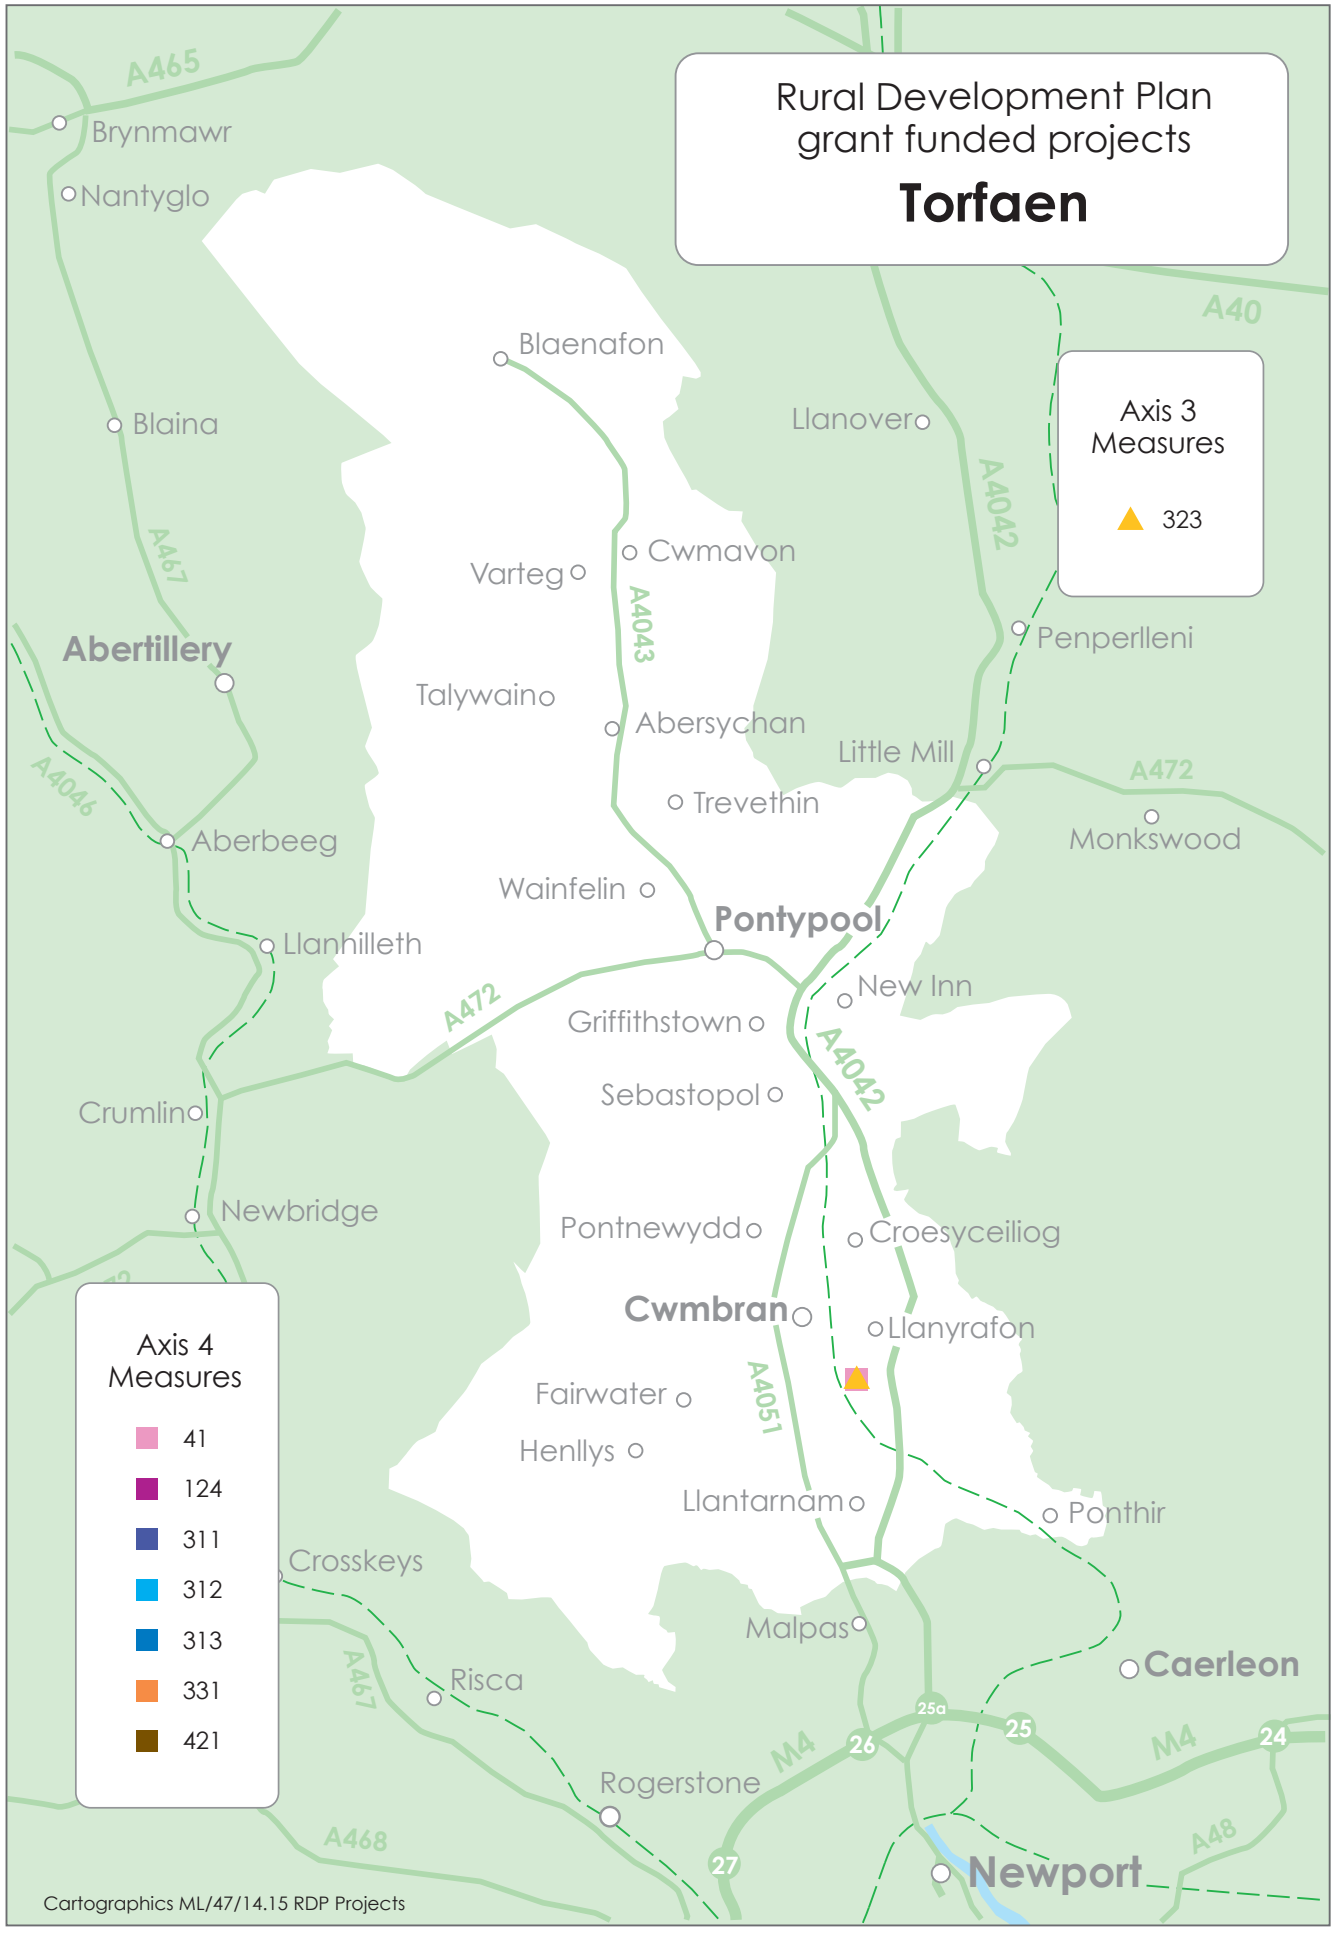 Rural Development Plan
grant funded projects
Torfaen
A465
Brynmawr
Nantyglo
A40
Blaenafon
Axis 3
Measures
323
Llanover
Blaina
A4042
A467
Cwmavon
Varteg
A4043
Penperlleni
Abertillery
Talywain
Abersychan
Little Mill
A472
A4046
Trevethin
Monkswood
Aberbeeg
Wainfelin
Pontypool
Llanhilleth
New Inn
A472
Griffithstown
A4042
Sebastopol
Crumlin
Newbridge
Pontnewydd
Croesyceiliog
Cwmbran
Llanyrafon
A4051
Fairwater
Henllys
Llantarnam
Ponthir
Axis 4
Measures
41
124
311
312
313
331
421
Crosskeys
Malpas
Caerleon
A467
Risca
25a
25
26
24
M4
M4
Rogerstone
A468
A48
27
Newport
Cartographics ML/47/14.15 RDP Projects